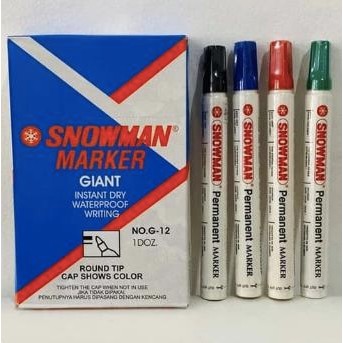 SNOWMAN®
MARKER
GIANT
INSTANT DRY
WATERPROOF
WRITING
NO.G-12
1 DOZ.
ROUND TIP
CAP SHOWS COLOR
TIGHTEN THE CAP WHEN NOT IN USE
JIKA TIDAK DIPAKAI,
PENUTUPNYA HARUS DIPASANG DENGAN KENCANG
SNOWMAN
Permanent MARKER
SNOWMAN
Permanent MARKER
SNOWMAN
Permanent MARKER
SNOWMAN
Permanent MARKER